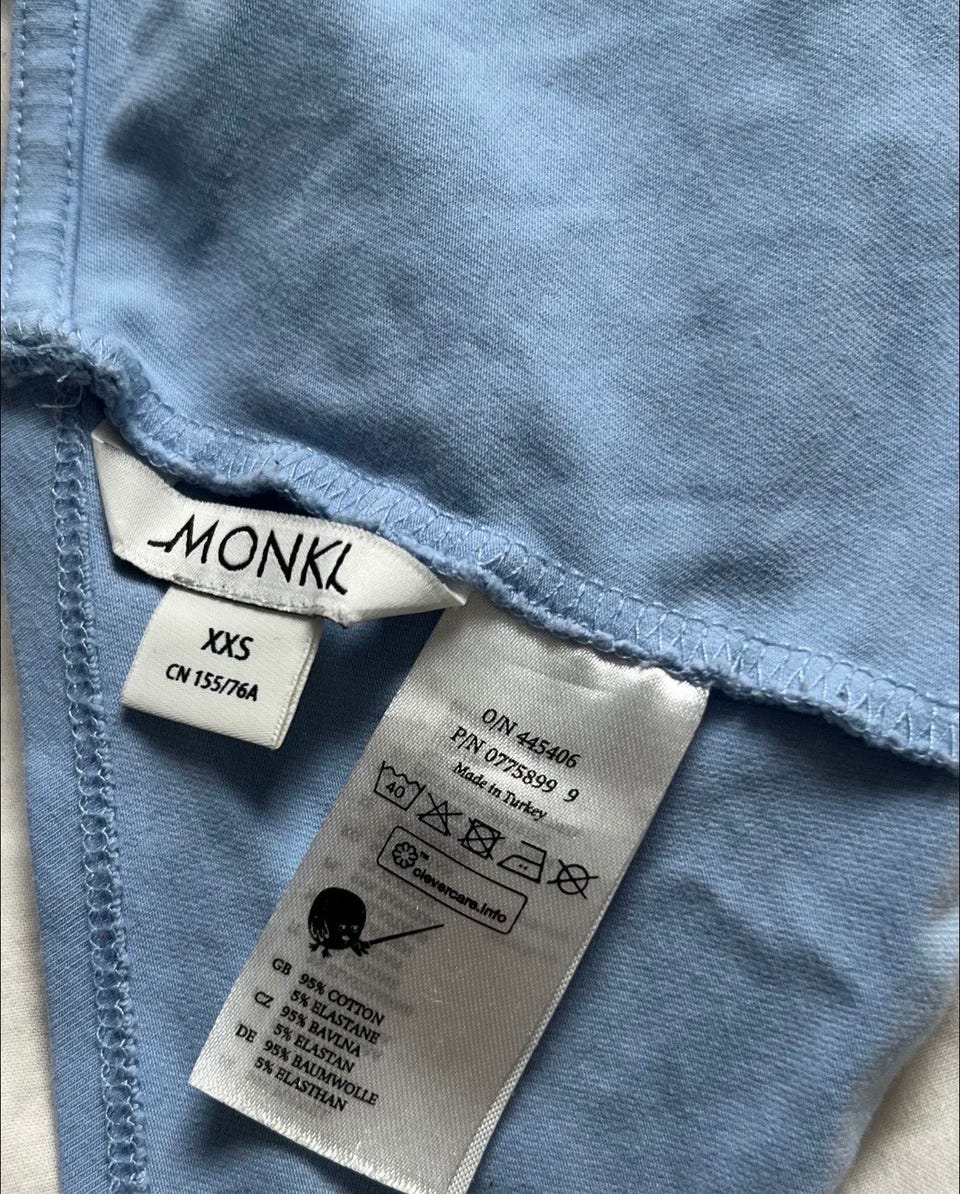 MONKI
XXS
CN 155/76A
O/N 445406
P/N 0775899 9
Made in Turkey
40
clevercare.info
GB 95% COTTON
5% ELASTANE
CZ 95% BAVLNA
5% ELASTAN
DE 95% BAUMWOLLE
5% ELASTHAN